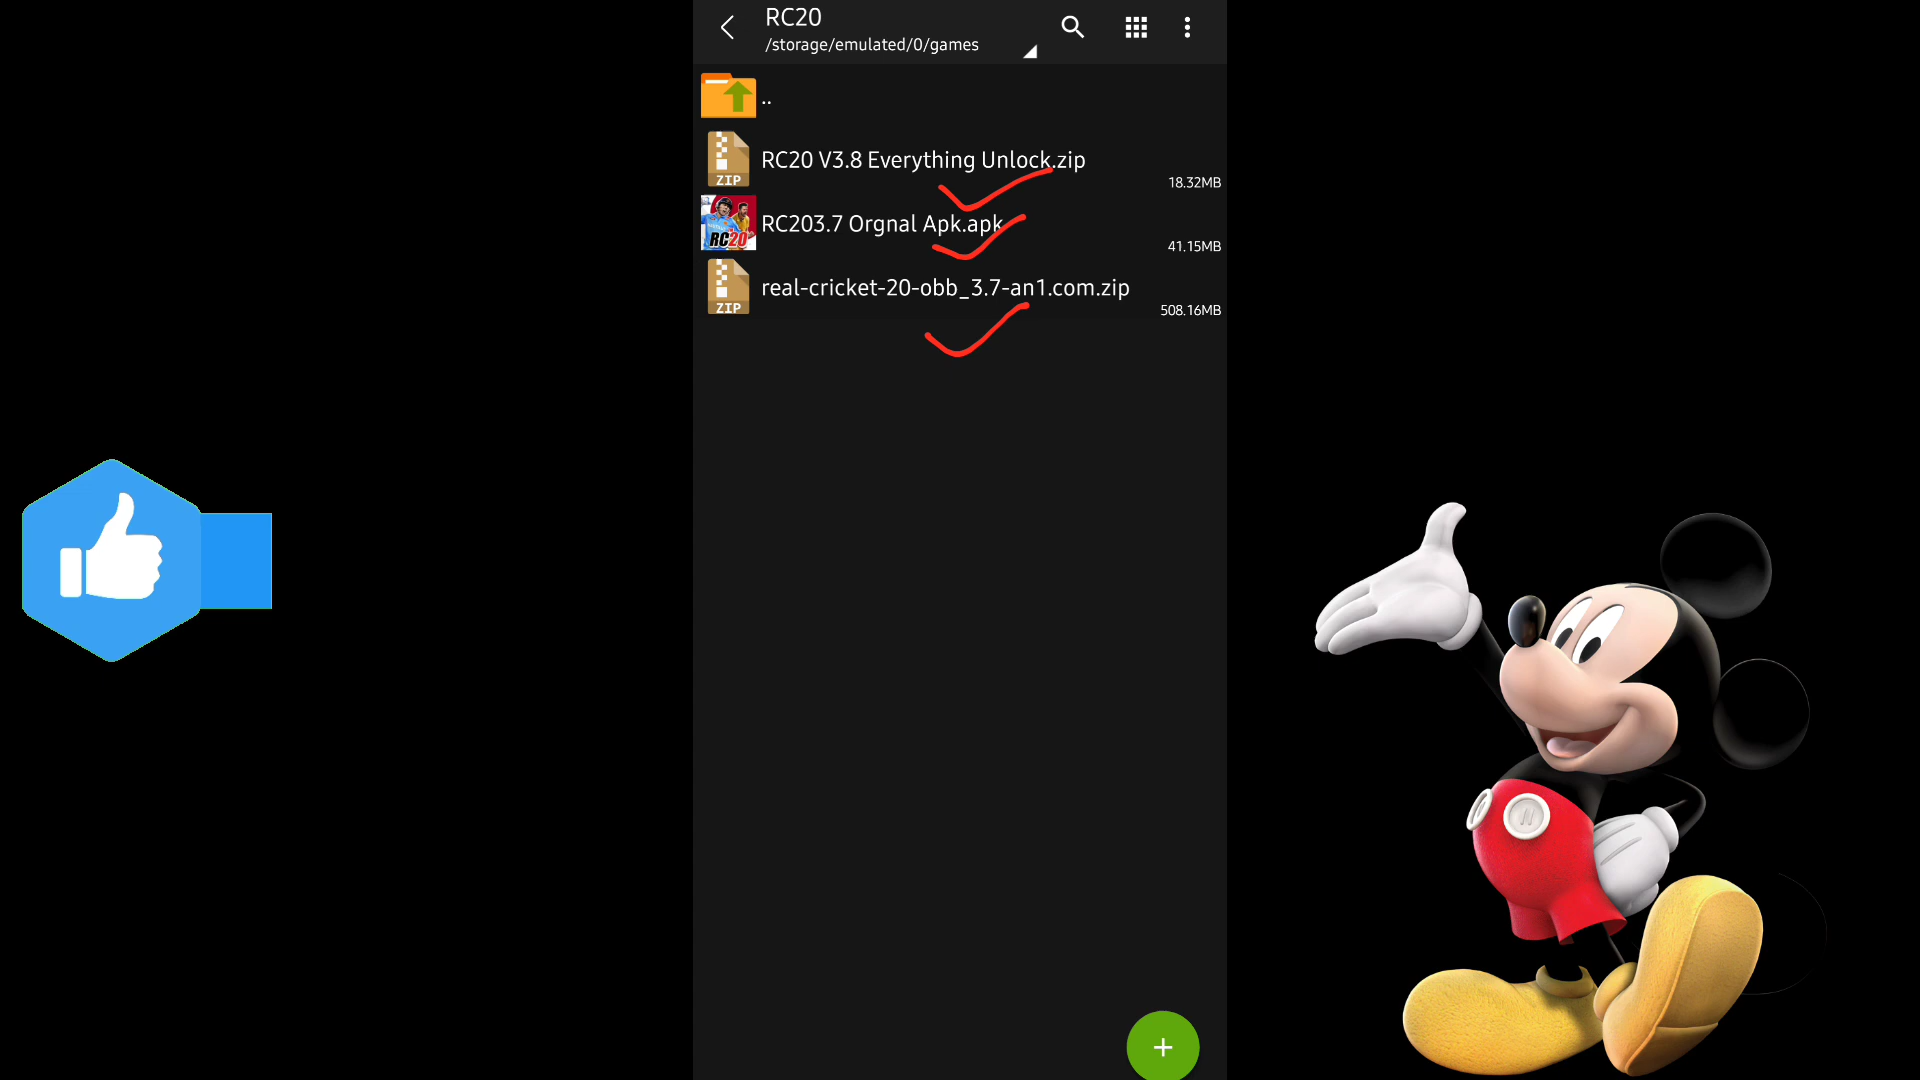 RC20
/storage/emulated/0/games
..
RC20 V3.8 Everything Unlock.zip
18.32MB
RC203.7 Orgnal Apk.apk
41.15MB
real-cricket-20-obb_3.7-an1.com.zip
508.16MB
ZIP
RC20
ZIP